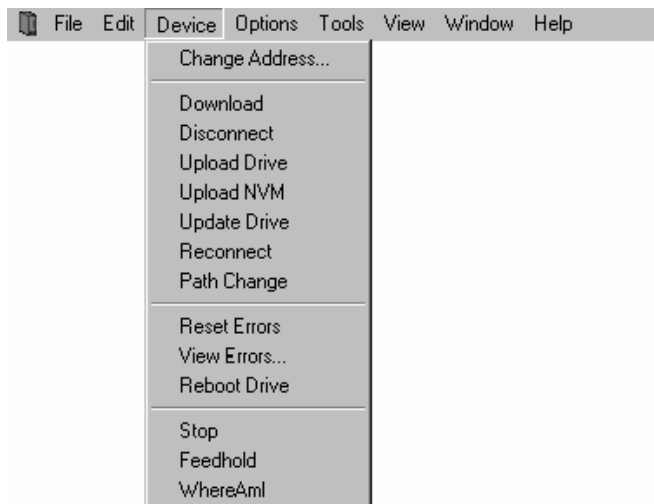 File Edit Device Options Tools View Window Help
Change Address...
Download
Disconnect
Upload Drive
Upload NVM
Update Drive
Reconnect
Path Change
Reset Errors
View Errors...
Reboot Drive
Stop
Feedhold
WhereAmI